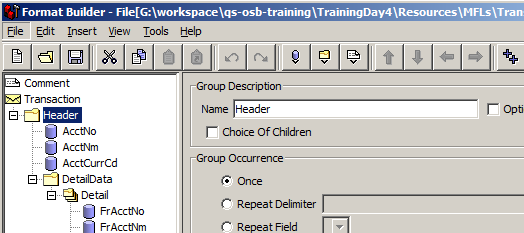 Format Builder - File[G:\workspace\qs-osb-training\TrainingDay4\Resources\MFLs\Trans
File Edit Insert View Tools Help
Comment
Transaction
Header
AcctNo
AcctNm
AcctCurrCd
DetailData
Detail
FrAcctNo
FrAcctNm
Group Description
Name Header Opti
Choice Of Children
Group Occurrence
Once
Repeat Delimiter
Repeat Field